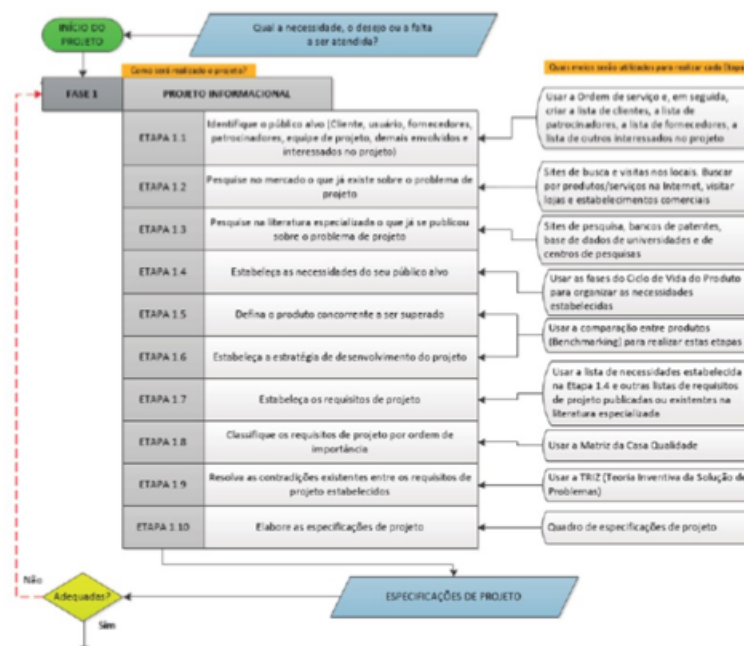 INÍCIO DO
PROJETO
Qual a necessidade, o desejo ou a falta
a ser atendida?
Como será realizado o projeto?
Quais meios serão utilizados para realizar cada Etapa
FASE 1
PROJETO INFORMACIONAL
ETAPA 1.1
Identifique o público alvo (Cliente, usuário, fornecedores,
patrocinadores, equipe de projeto, demais envolvidos e
interessados no projeto)
Usar a Ordem de serviço e, em seguida,
criar a lista de clientes, a lista de
patrocinadores, a lista de fornecedores, a
lista de outros interessados no projeto
ETAPA 1.2
Pesquise no mercado o que já existe sobre o problema de
projeto
Sites de busca e visitas nos locais. Buscar
por produtos/serviços na Internet, visitar
lojas e estabelecimentos comerciais
ETAPA 1.3
Pesquise na literatura especializada o que já se publicou
sobre o problema de projeto
Sites de pesquisa, bancos de patentes,
base de dados de universidades e de
centros de pesquisas
ETAPA 1.4
Estabeleça as necessidades do seu público alvo
Usar as fases do Ciclo de Vida do Produto
para organizar as necessidades
estabelecidas
ETAPA 1.5
Defina o produto concorrente a ser superado
Usar a comparação entre produtos
(Benchmarking) para realizar estas etapas
ETAPA 1.6
Estabeleça a estratégia de desenvolvimento do projeto
ETAPA 1.7
Estabeleça os requisitos de projeto
Usar a lista de necessidades estabelecida
na Etapa 1.4 e outras listas de requisitos
de projeto publicadas ou existentes na
literatura especializada
ETAPA 1.8
Classifique os requisitos de projeto por ordem de
importância
Usar a Matriz da Casa Qualidade
ETAPA 1.9
Resolva as contradições existentes entre os requisitos de
projeto estabelecidos
Usar a TRIZ (Teoria Inventiva da Solução de
Problemas)
ETAPA 1.10
Elabore as especificações de projeto
Quadro de especificações de projeto
Não
Adequadas?
ESPECIFICAÇÕES DE PROJETO
Sim